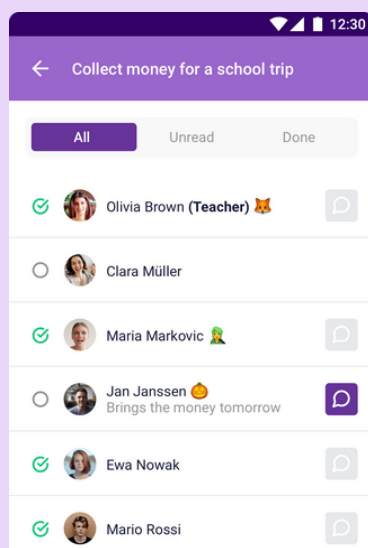 12:30
Collect money for a school trip
All Unread Done
Olivia Brown (Teacher) 🦊
Clara Müller
Maria Markovic 🧝‍♀️
Jan Janssen 🎃
Brings the money tomorrow
Ewa Nowak
Mario Rossi